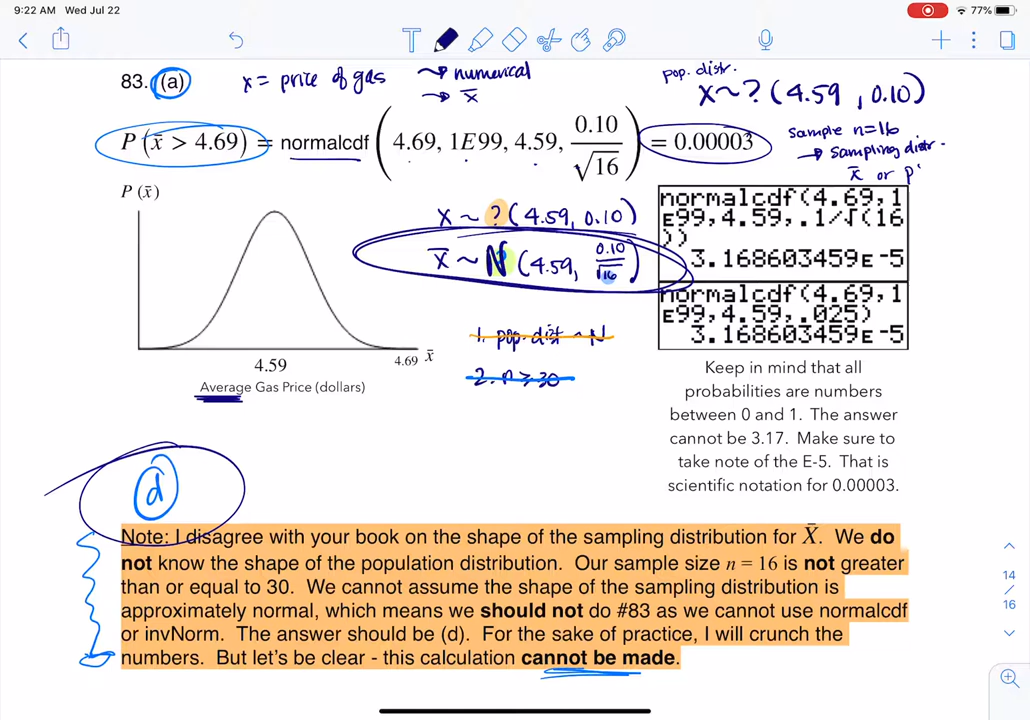 9:22 AM Wed Jul 22
77%
T
83. (a)
x = price of gas → numerical
→ x̄
pop. distr.
x ~ ? (4.59, 0.10)
P(x̄ > 4.69) = normalcdf(4.69, 1E99, 4.59, 0.10/√16) = 0.00003
sample n=16
→ sampling distr.
x̄ or p'
P(x̄)
x ~ ? (4.59, 0.10)
x̄ ~ N (4.59, 0.10/√16)
1. pop. dist ~ N
2. n ≥ 30
4.59
4.69 x̄
Average Gas Price (dollars)
normalcdf(4.69,1
E99,4.59,.1/√(16
))
3.168603459E-5
normalcdf(4.69,1
E99,4.59,.025)
3.168603459E-5
Keep in mind that all
probabilities are numbers
between 0 and 1. The answer
cannot be 3.17. Make sure to
take note of the E-5. That is
scientific notation for 0.00003.
d
Note: I disagree with your book on the shape of the sampling distribution for X̄. We do
not know the shape of the population distribution. Our sample size n = 16 is not greater
than or equal to 30. We cannot assume the shape of the sampling distribution is
approximately normal, which means we should not do #83 as we cannot use normalcdf
or invNorm. The answer should be (d). For the sake of practice, I will crunch the
numbers. But let's be clear - this calculation cannot be made.
14
/
16